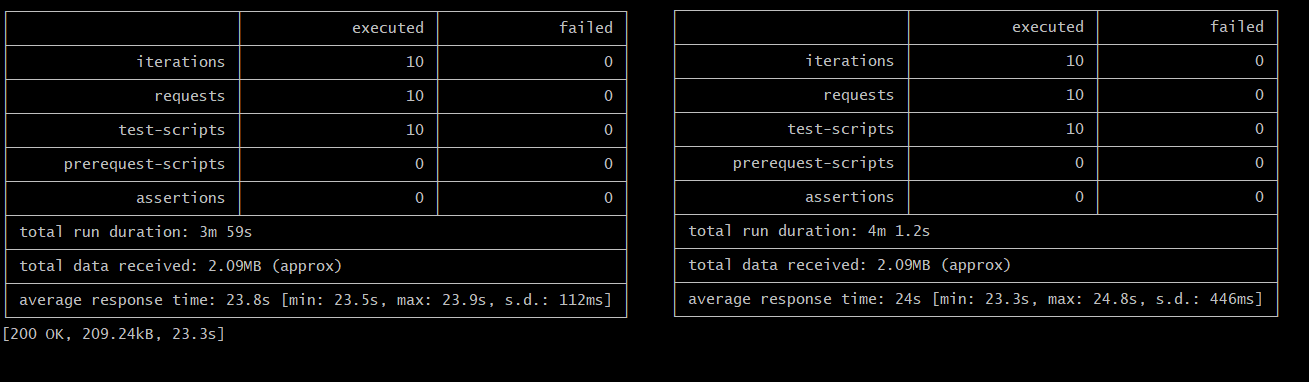 executed failed
iterations 10 0
requests 10 0
test-scripts 10 0
prerequest-scripts 0 0
assertions 0 0
total run duration: 3m 59s
total data received: 2.09MB (approx)
average response time: 23.8s [min: 23.5s, max: 23.9s, s.d.: 112ms]
[200 OK, 209.24kB, 23.3s]
executed failed
iterations 10 0
requests 10 0
test-scripts 10 0
prerequest-scripts 0 0
assertions 0 0
total run duration: 4m 1.2s
total data received: 2.09MB (approx)
average response time: 24s [min: 23.3s, max: 24.8s, s.d.: 446ms]